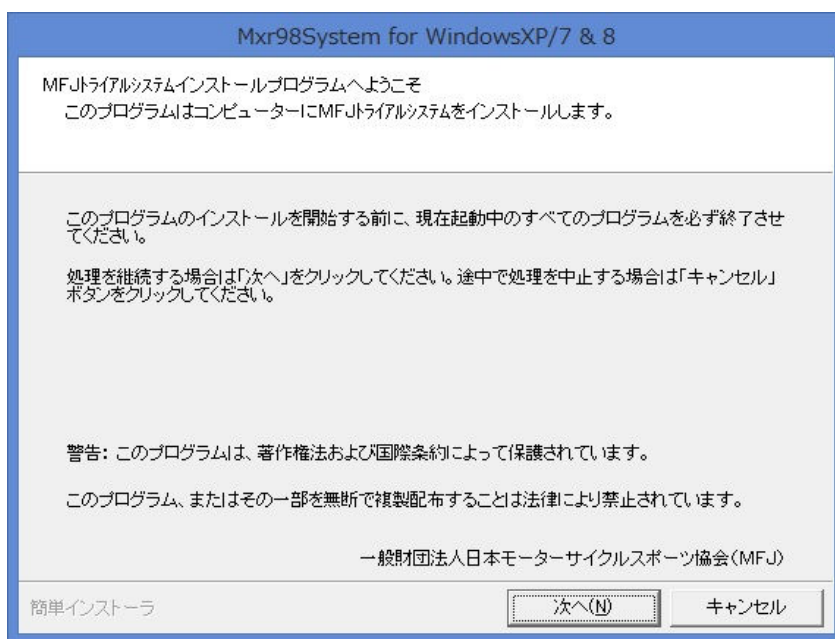 Mxr98System for WindowsXP/7 & 8
MFJﾄﾗｲｱﾙｼｽﾃﾑインストールプログラムへようこそ
このプログラムはコンピューターにMFJﾄﾗｲｱﾙｼｽﾃﾑをインストールします。
このプログラムのインストールを開始する前に、現在起動中のすべてのプログラムを必ず終了させ
てください。
処理を継続する場合は「次へ」をクリックしてください。途中で処理を中止する場合は「キャンセル」
ボタンをクリックしてください。
警告: このプログラムは、著作権法および国際条約によって保護されています。
このプログラム、またはその一部を無断で複製配布することは法律により禁止されています。
一般財団法人日本モーターサイクルスポーツ協会(MFJ)
簡単インストーラ
次へ(N)
キャンセル